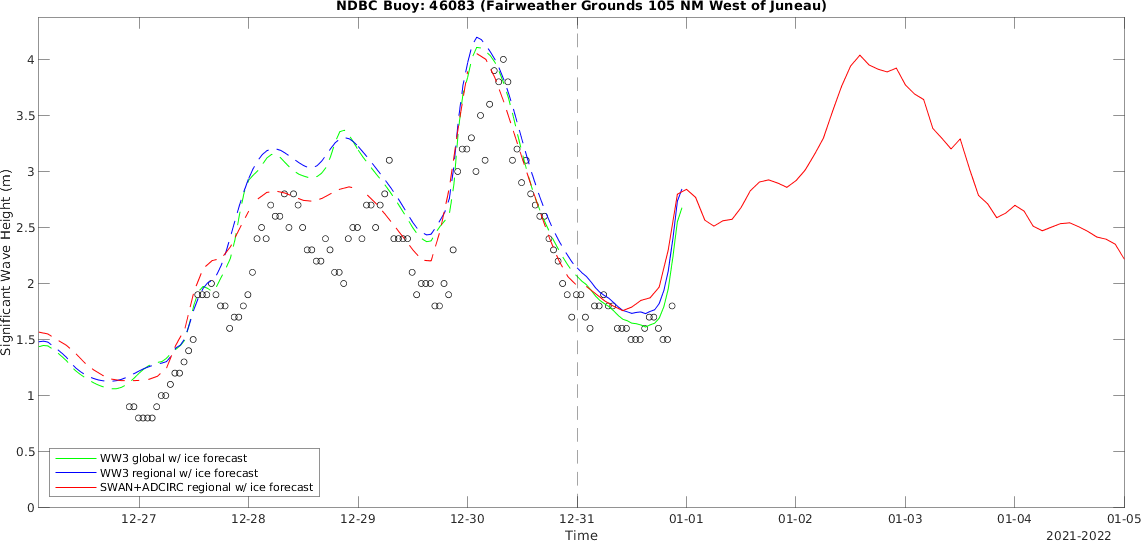 NDBC Buoy: 46083 (Fairweather Grounds 105 NM West of Juneau)
Significant Wave Height (m)
4
3.5
3
2.5
2
1.5
1
0.5
0
WW3 global w/ ice forecast
WW3 regional w/ ice forecast
SWAN+ADCIRC regional w/ ice forecast
12-27 12-28 12-29 12-30 12-31 01-01 01-02 01-03 01-04 01-05
Time
2021-2022